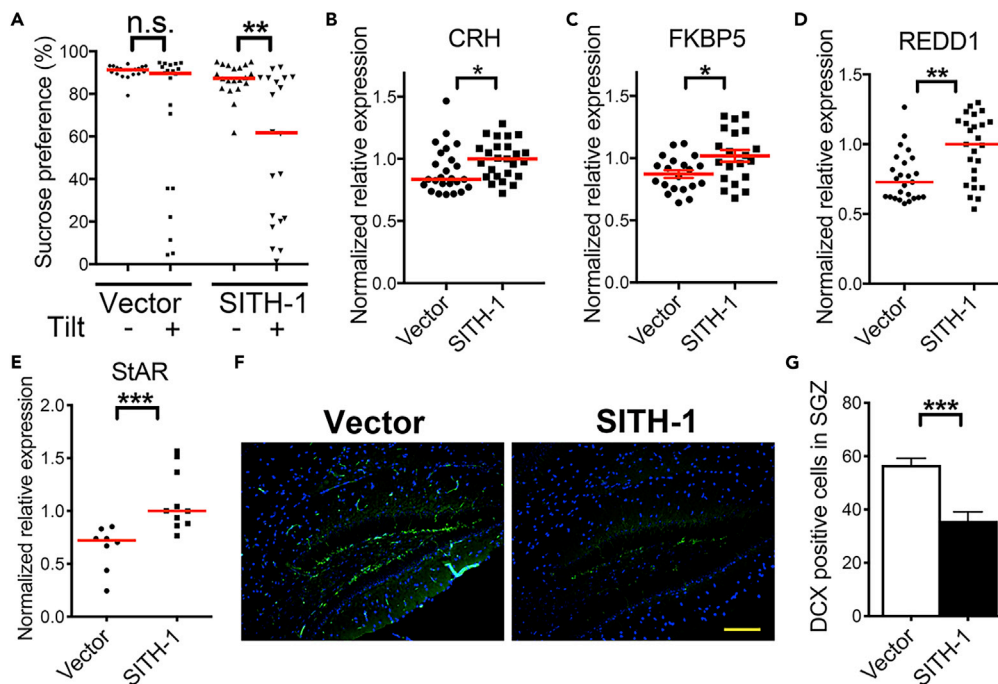 A
n.s.
**
Sucrose preference (%)
100
80
60
40
20
0
Vector
SITH-1
Tilt
-
+
-
+
B
CRH
*
Normalized relative expression
1.5
1.0
0.5
0.0
Vector
SITH-1
C
FKBP5
*
Normalized relative expression
1.5
1.0
0.5
0.0
Vector
SITH-1
D
REDD1
**
Normalized relative expression
1.5
1.0
0.5
0.0
Vector
SITH-1
E
StAR
***
Normalized relative expression
2.0
1.5
1.0
0.5
0.0
Vector
SITH-1
F
Vector
SITH-1
G
***
DCX positive cells in SGZ
80
60
40
20
0
Vector
SITH-1